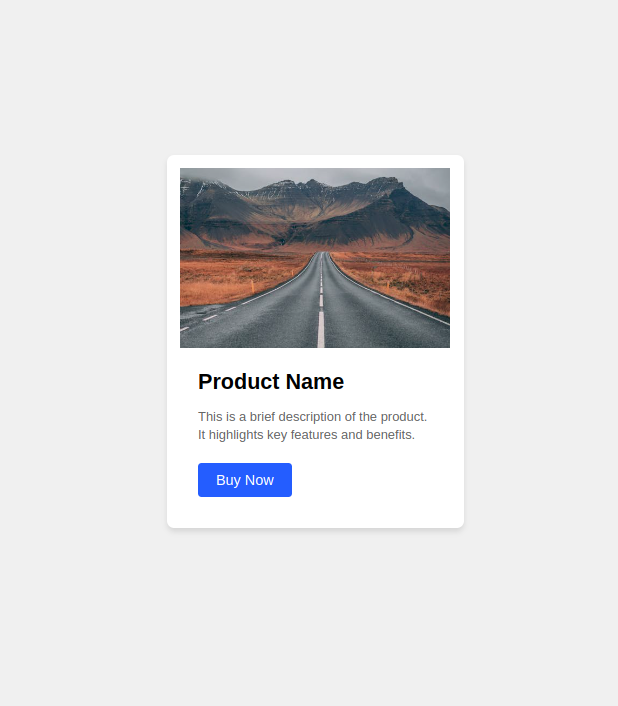 Product Name
This is a brief description of the product.
It highlights key features and benefits.
Buy Now